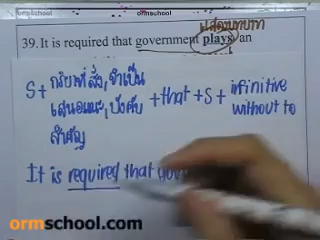 ormschool
ormschool.com
แสดงบทบาท
39.It is required that government plays an
S+ กริยาที่สั่ง, จำเป็น เสนอแนะ, บังคับ สำคัญ +that +S + infinitive without to
It is required that gov
ormschool.com